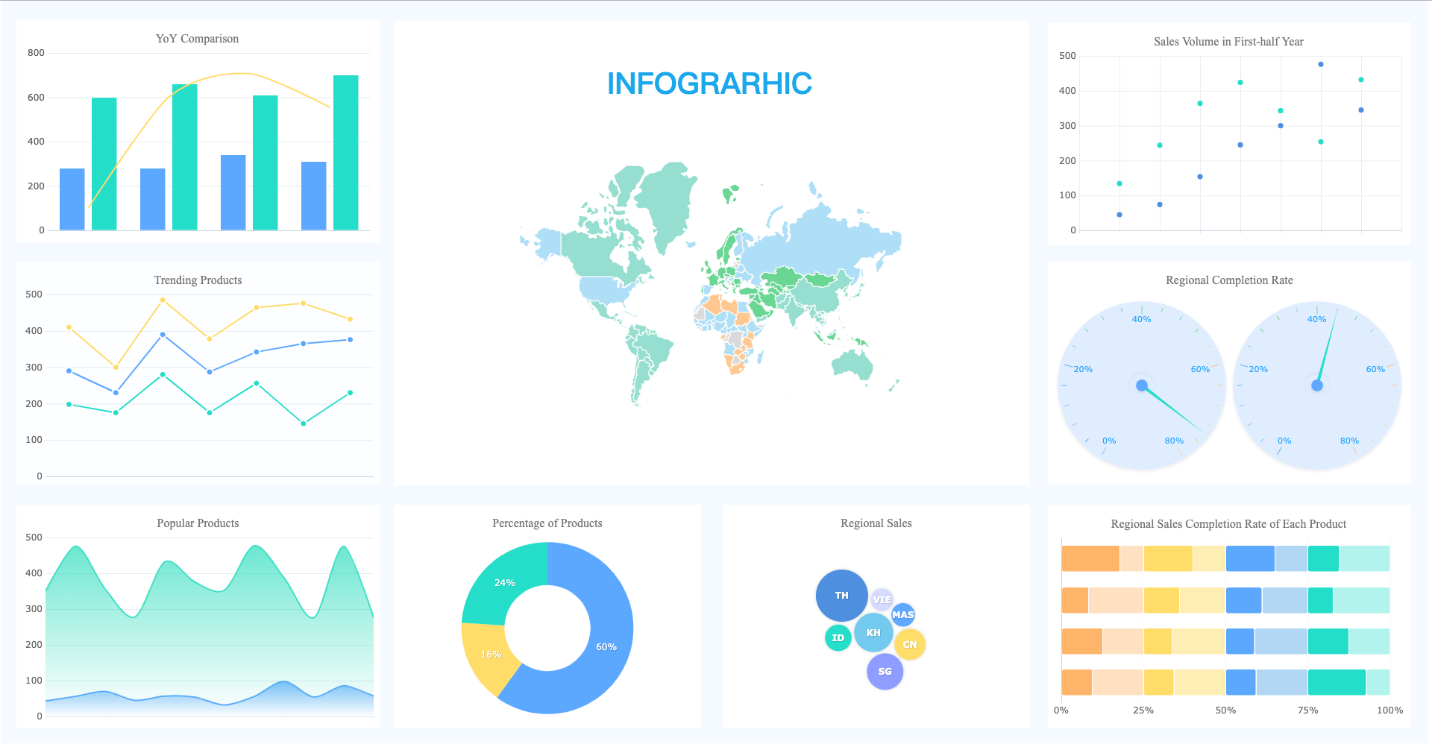 YoY Comparison
800
600
400
200
0
INFOGRARHIC
Sales Volume in First-half Year
500
400
300
200
100
0
Trending Products
500
400
300
200
100
0
Regional Completion Rate
40%
20%
60%
0%
80%
40%
20%
60%
0%
80%
Popular Products
500
400
300
200
100
0
Percentage of Products
24%
16%
60%
Regional Sales
TH
VIE
MAS
ID
KH
CN
SG
Regional Sales Completion Rate of Each Product
0% 25% 50% 75% 100%